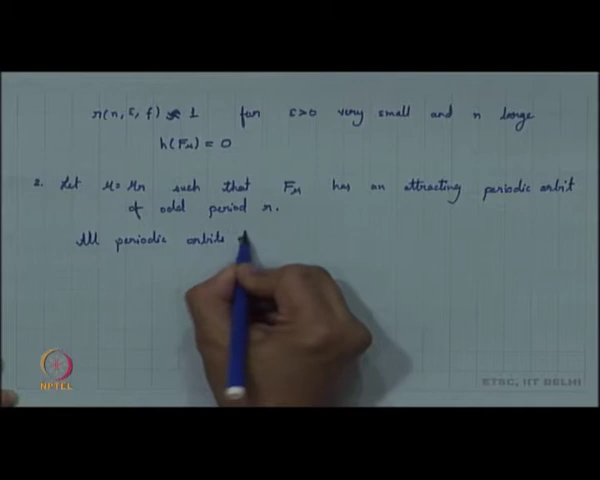 r(n, ε, f) ≈ 1 for ε>0 very small and n large
h(Fμ) = 0
2. Let μ = μn such that Fμ has an attracting periodic orbit
of odd period n.
All periodic orbits
NPTEL
ETSC, IIT DELHI